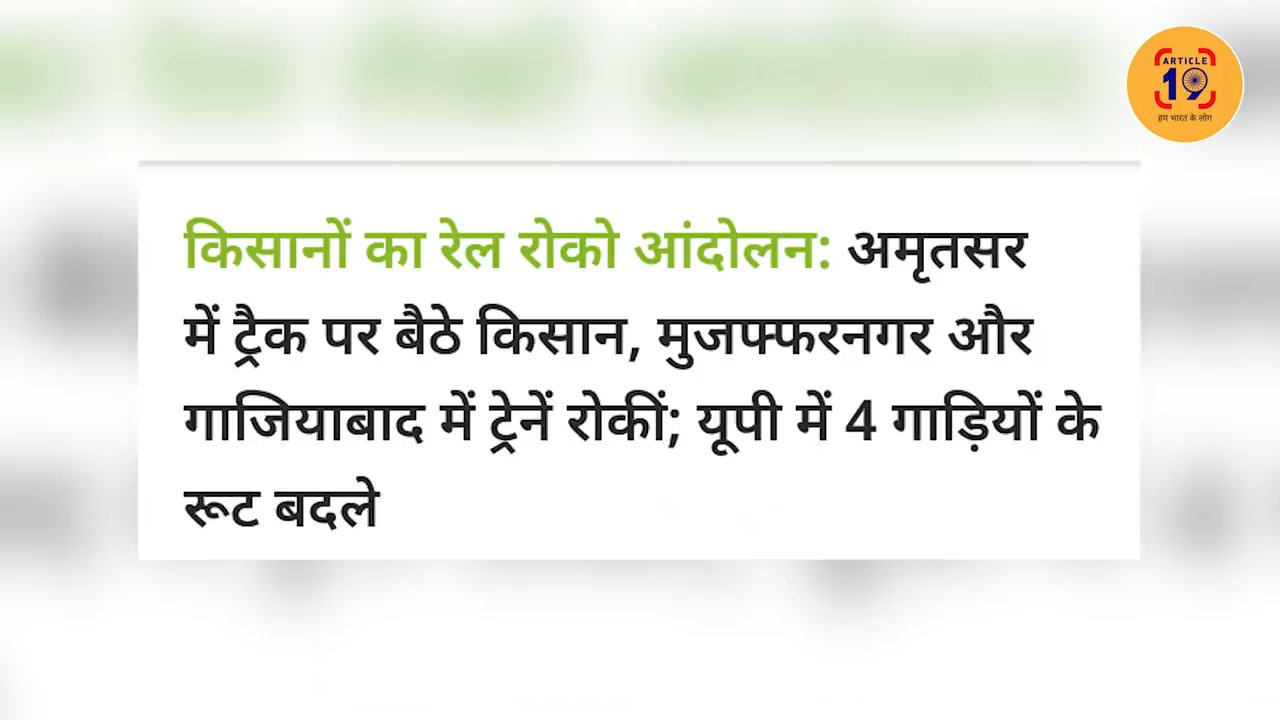 ARTICLE
19
हम भारत के लोग
किसानों का रेल रोको आंदोलन: अमृतसर
में ट्रैक पर बैठे किसान, मुजफ्फरनगर और
गाजियाबाद में ट्रेनें रोकीं; यूपी में 4 गाड़ियों के
रूट बदले